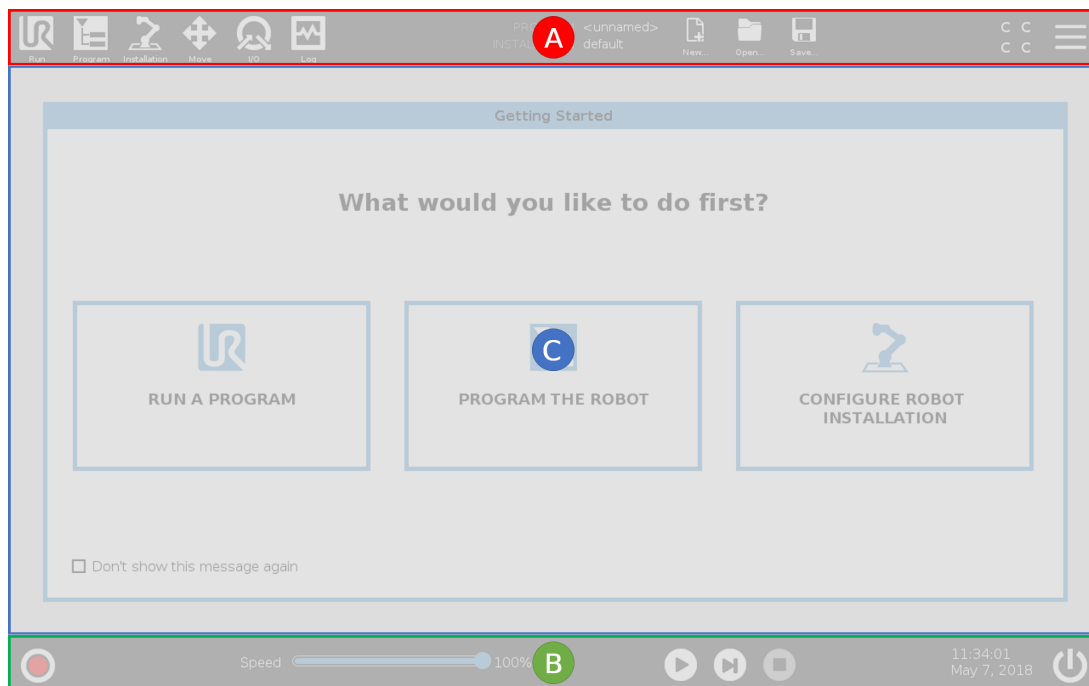 Run
Program
Installation
Move
I/O
Log
A
<unnamed>
default
New...
Open...
Save...
C C
C C
Getting Started
What would you like to do first?
C
RUN A PROGRAM
PROGRAM THE ROBOT
CONFIGURE ROBOT
INSTALLATION
Don't show this message again
Speed
100%
B
11:34:01
May 7, 2018